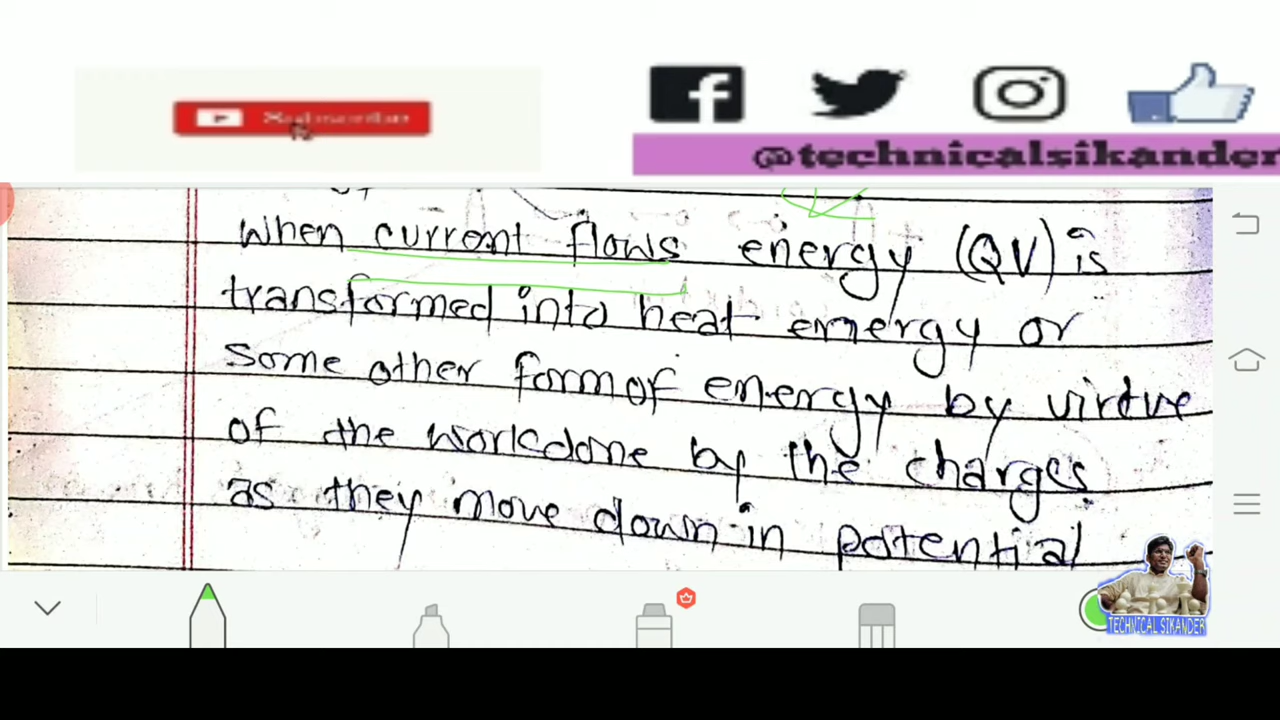 @technicalsikander
When current flows energy (QV) is
transformed into heat energy or
some other form of energy by virtue
of the workdone by the charges
as they move down in potential
TECHNICAL SIKANDER